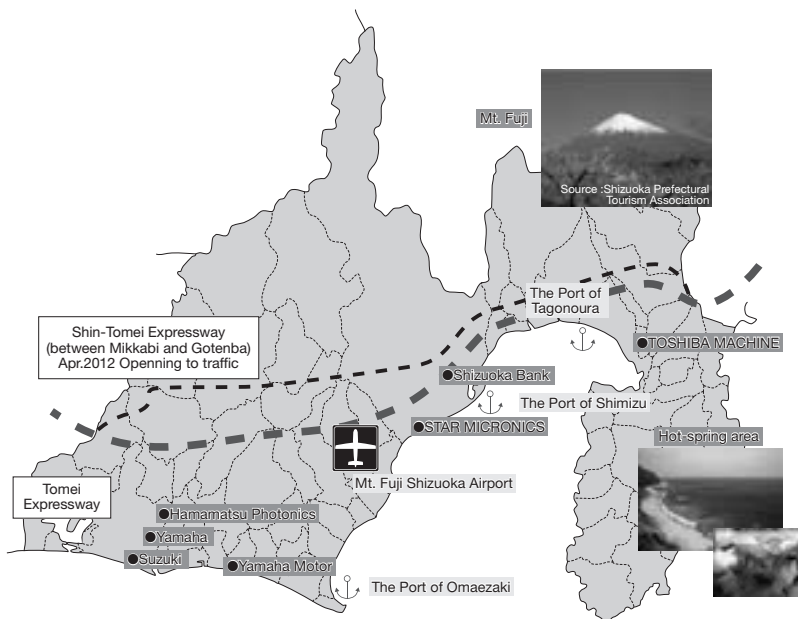 Mt. Fuji
Source :Shizuoka Prefectural
Tourism Association
The Port of
Tagonoura
Shin-Tomei Expressway
(between Mikkabi and Gotenba)
Apr.2012 Openning to traffic
TOSHIBA MACHINE
Shizuoka Bank
The Port of Shimizu
STAR MICRONICS
Hot-spring area
Mt. Fuji Shizuoka Airport
Tomei
Expressway
Hamamatsu Photonics
Yamaha
Suzuki
Yamaha Motor
The Port of Omaezaki